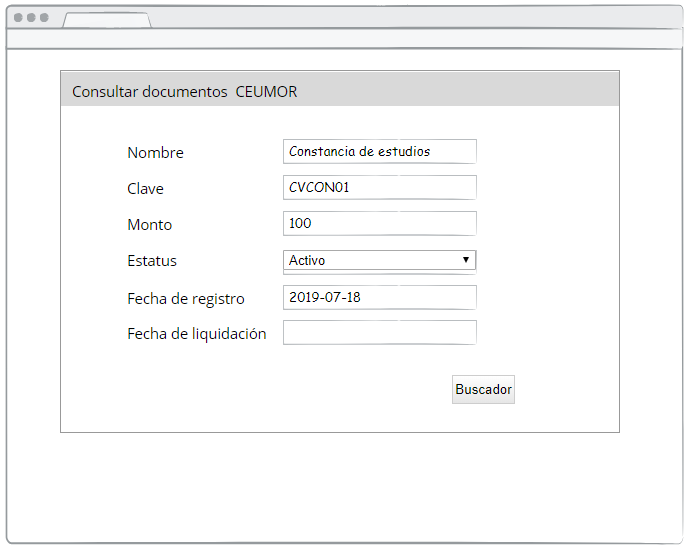 Consultar documentos CEUMOR
Nombre Constancia de estudios
Clave CVCON01
Monto 100
Estatus Activo
Fecha de registro 2019-07-18
Fecha de liquidación
Buscador